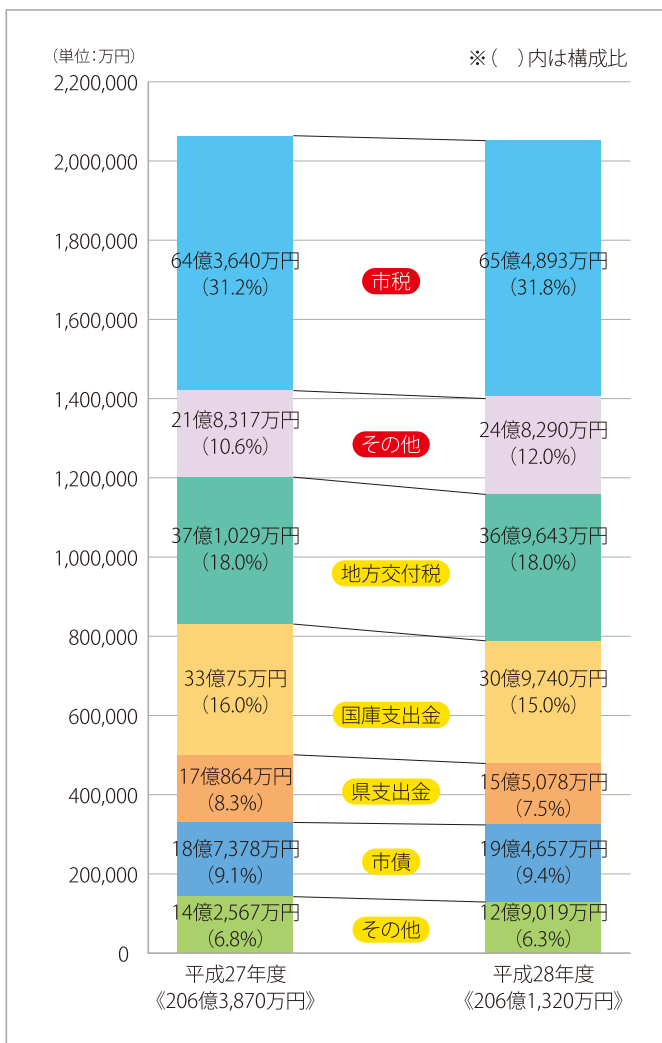 (単位:万円)
※(　)内は構成比
2,200,000
2,000,000
1,800,000
1,600,000
1,400,000
1,200,000
1,000,000
800,000
600,000
400,000
200,000
0
64億3,640万円
(31.2%)
市税
65億4,893万円
(31.8%)
21億8,317万円
(10.6%)
その他
24億8,290万円
(12.0%)
37億1,029万円
(18.0%)
地方交付税
36億9,643万円
(18.0%)
33億75万円
(16.0%)
国庫支出金
30億9,740万円
(15.0%)
17億864万円
(8.3%)
県支出金
15億5,078万円
(7.5%)
18億7,378万円
(9.1%)
市債
19億4,657万円
(9.4%)
14億2,567万円
(6.8%)
その他
12億9,019万円
(6.3%)
平成27年度
《206億3,870万円》
平成28年度
《206億1,320万円》